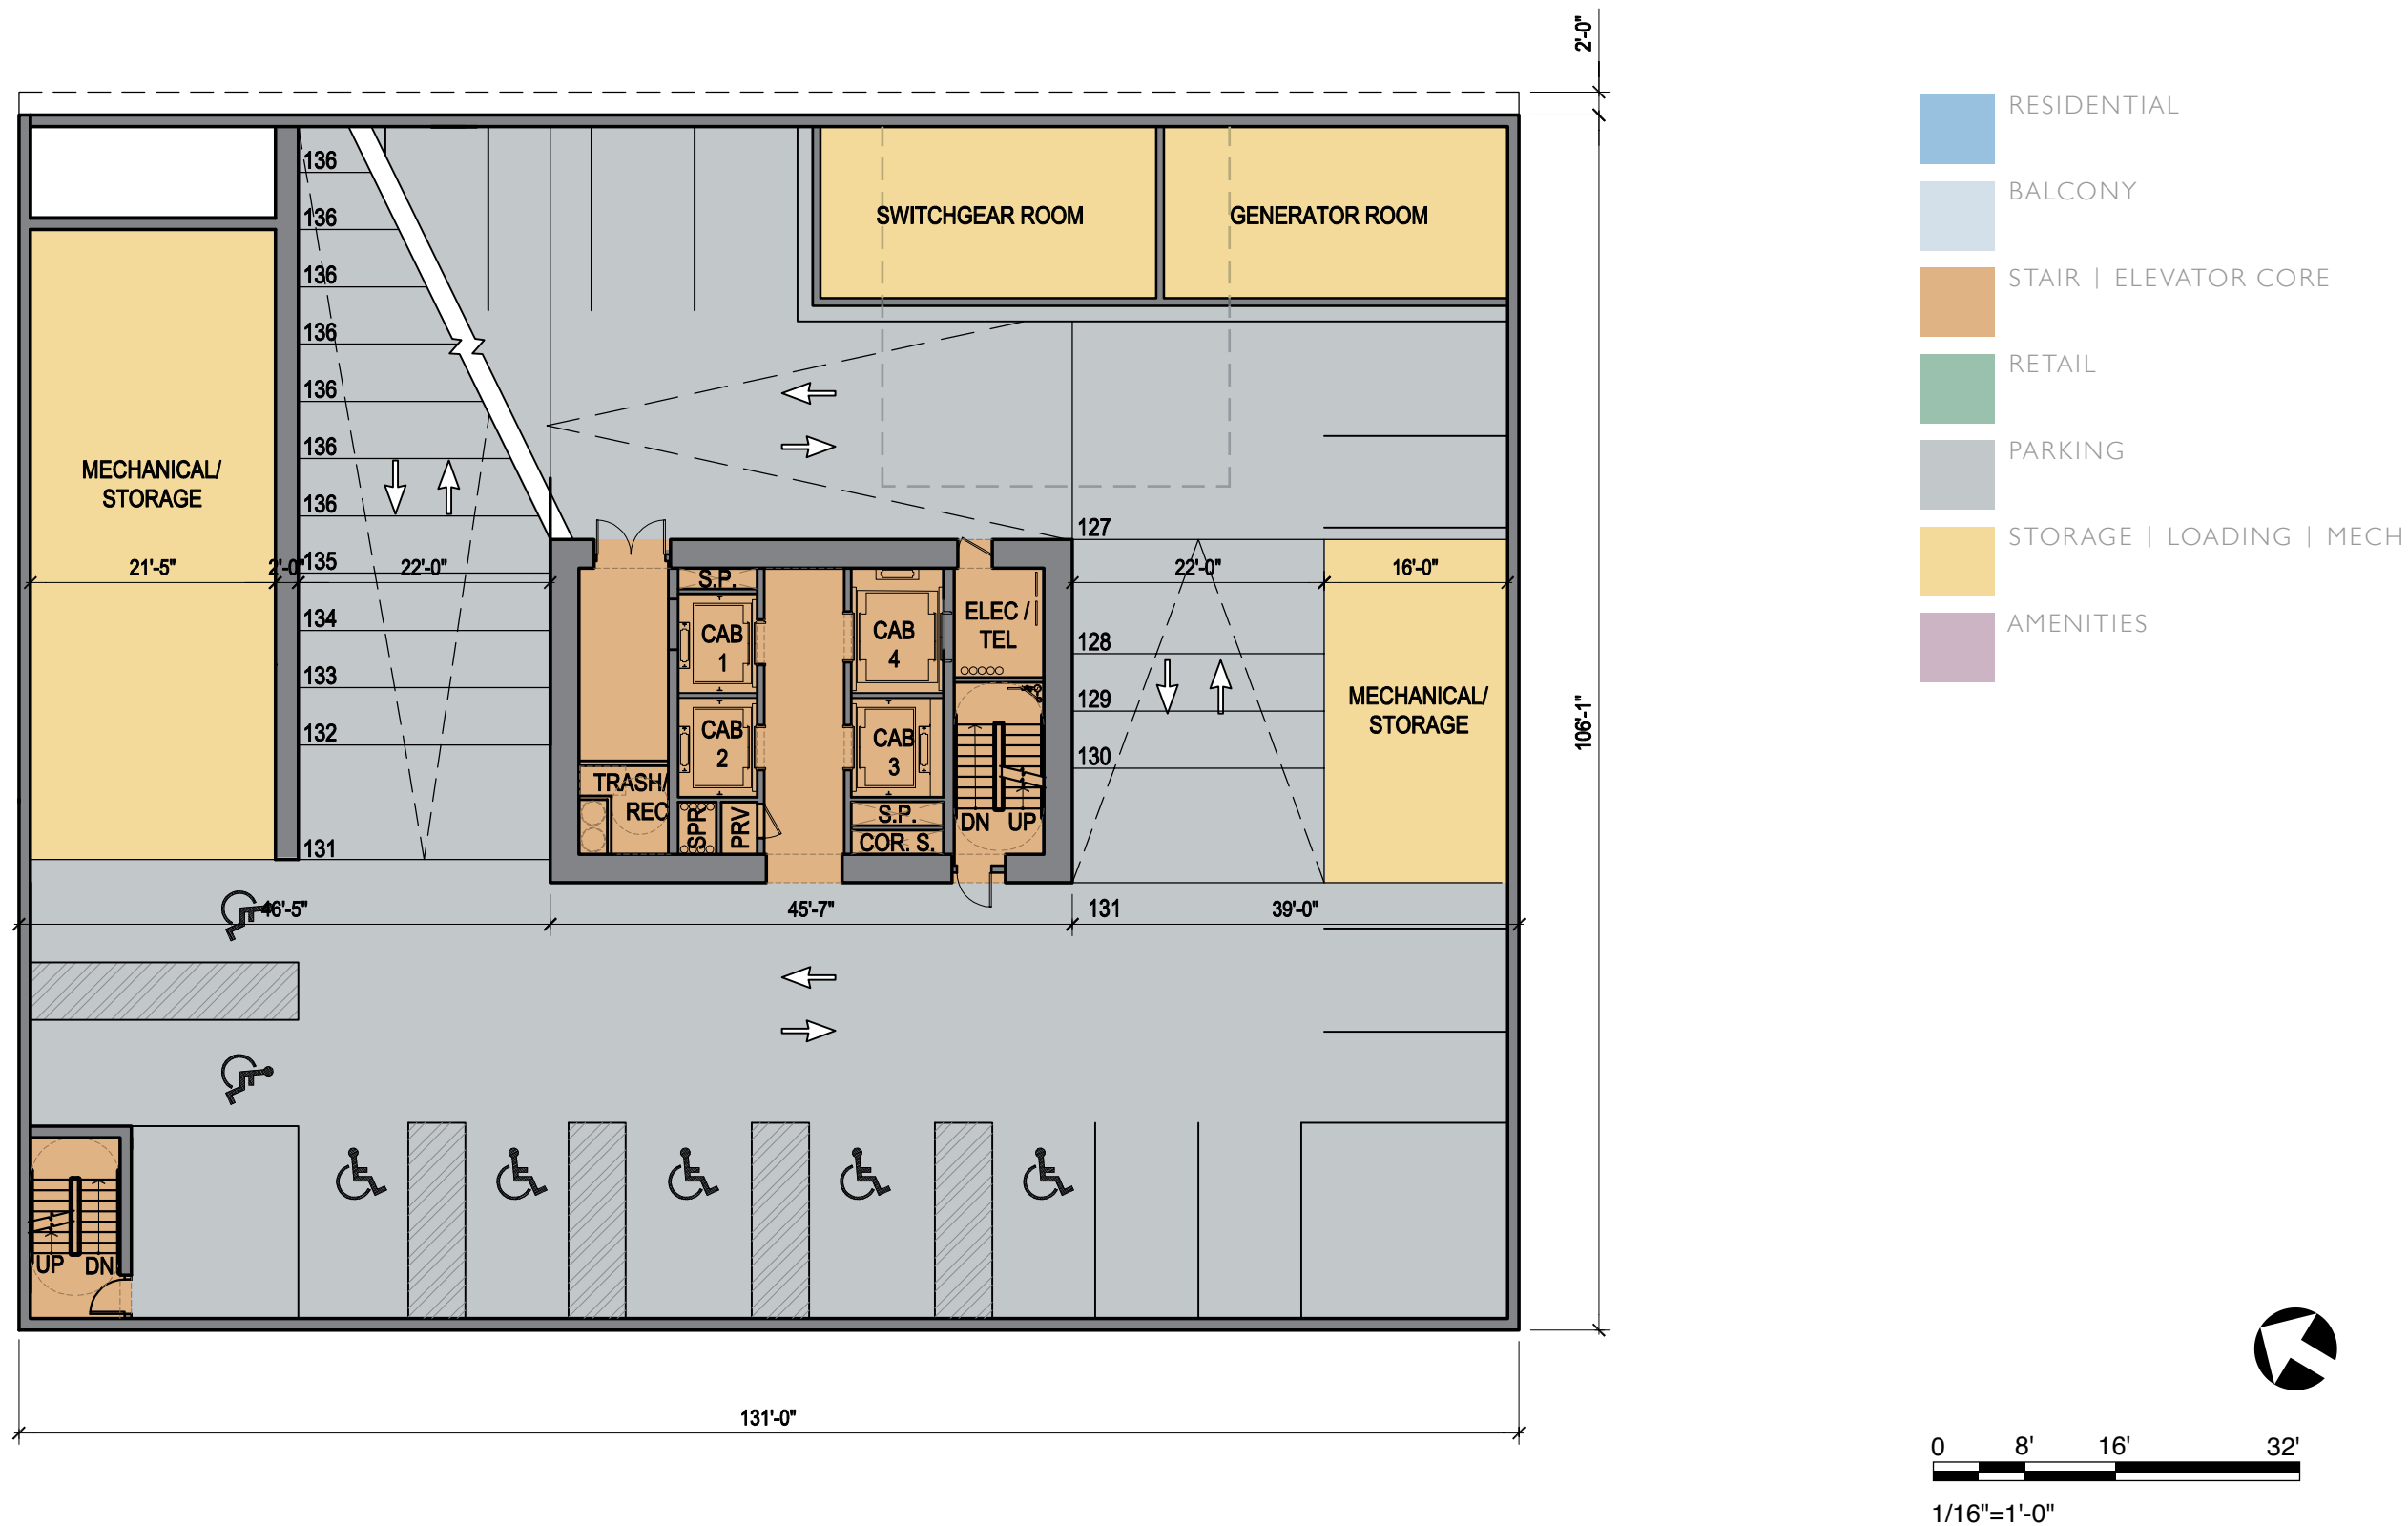 2'-0"
RESIDENTIAL
BALCONY
STAIR | ELEVATOR CORE
RETAIL
PARKING
STORAGE | LOADING | MECH
AMENITIES
136
136
136
136
136
136
136
135
134
133
132
131
SWITCHGEAR ROOM
GENERATOR ROOM
MECHANICAL/
STORAGE
21'-5"
2'-0"
22'-0"
127
22'-0"
16'-0"
128
129
130
S.P.
CAB
1
CAB
4
ELEC /
TEL
CAB
2
CAB
3
TRASH/
REC
SPR
PRV
S.P.
COR. S.
DN
UP
MECHANICAL/
STORAGE
106'-1"
46'-5"
45'-7"
131
39'-0"
UP
DN
131'-0"
0
8'
16'
32'
1/16"=1'-0"